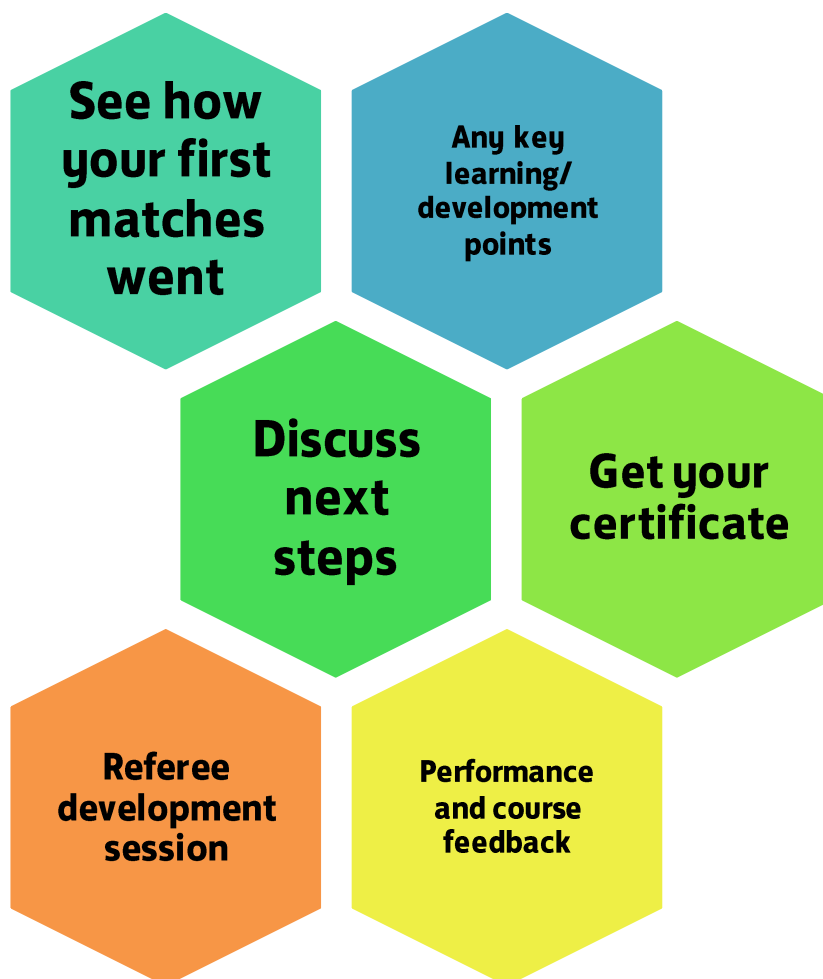 See how
your first
matches
went
Any key
learning/
development
points
Discuss
next
steps
Get your
certificate
Referee
development
session
Performance
and course
feedback